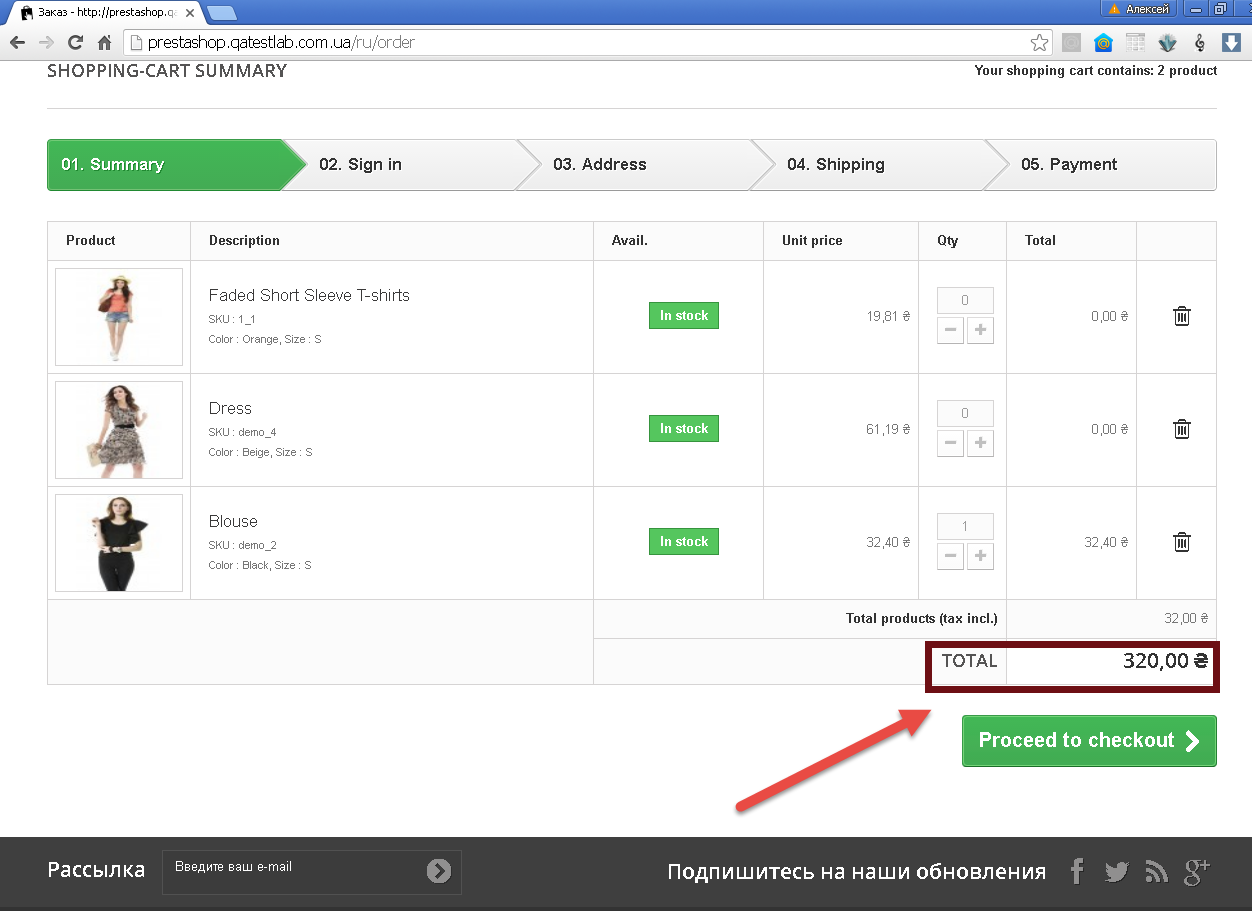 Заказ - http://prestashop.qa
Алексей
prestashop.qatestlab.com.ua/ru/order
SHOPPING-CART SUMMARY
Your shopping cart contains: 2 product
01. Summary
02. Sign in
03. Address
04. Shipping
05. Payment
Product Description Avail. Unit price Qty Total
Faded Short Sleeve T-shirts
SKU : 1_1
Color : Orange, Size : S
In stock
19,81 ₴
0
0,00 ₴
Dress
SKU : demo_4
Color : Beige, Size : S
In stock
61,19 ₴
0
0,00 ₴
Blouse
SKU : demo_2
Color : Black, Size : S
In stock
32,40 ₴
1
32,40 ₴
Total products (tax incl.) 32,00 ₴
TOTAL 320,00 ₴
Proceed to checkout
Рассылка
Введите ваш e-mail
Подпишитесь на наши обновления